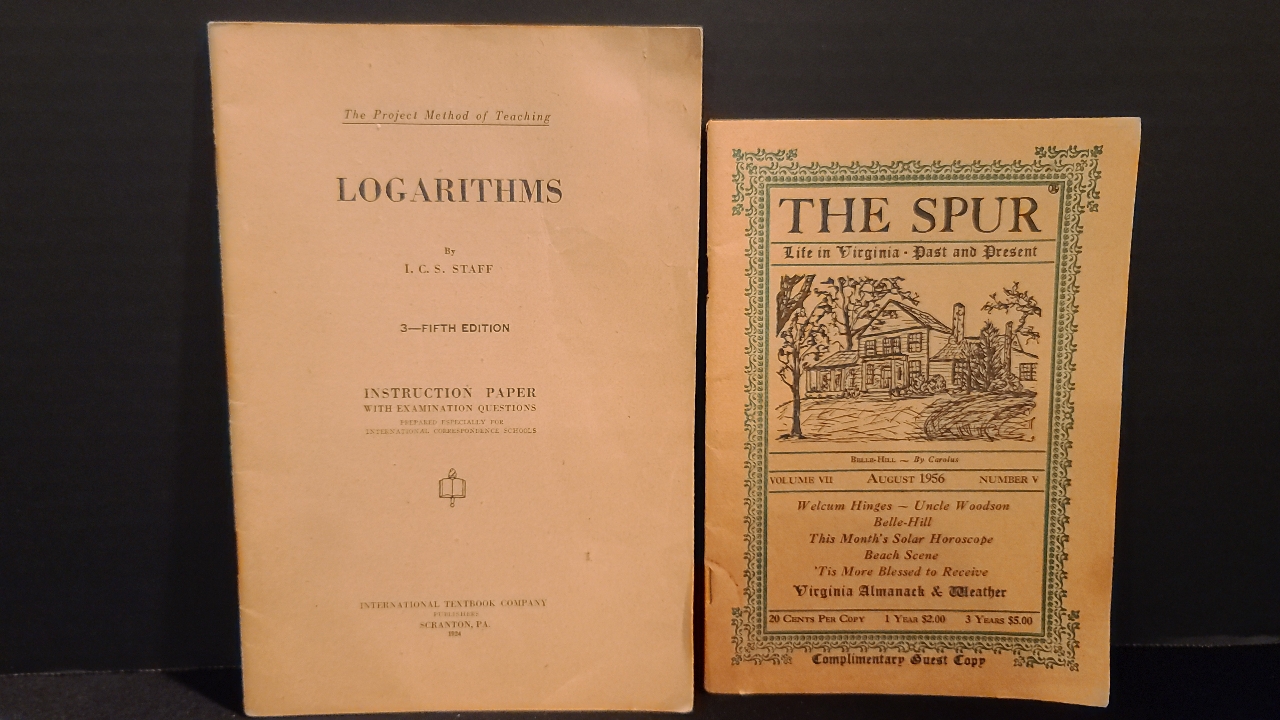 The Project Method of Teaching
LOGARITHMS
By
I. C. S. STAFF
3—FIFTH EDITION
INSTRUCTION PAPER
WITH EXAMINATION QUESTIONS
PREPARED ESPECIALLY FOR
INTERNATIONAL CORRESPONDENCE SCHOOLS
INTERNATIONAL TEXTBOOK COMPANY
PUBLISHERS
SCRANTON, PA.
THE SPUR
Life in Virginia · Past and Present
BELLE-HILL — By Carolus
VOLUME VII AUGUST 1956 NUMBER V
Welcum Hinges — Uncle Woodson
Belle-Hill
This Month's Solar Horoscope
Beach Scene
'Tis More Blessed to Receive
Virginia Almanack & Weather
20 CENTS PER COPY 1 YEAR $2.00 3 YEARS $5.00
Complimentary Guest Copy